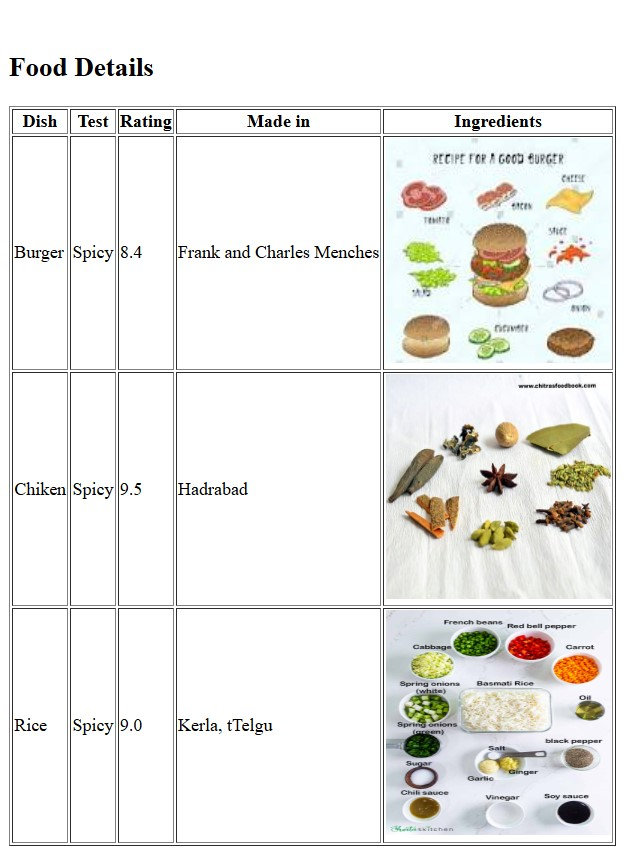 Food Details
Dish Test Rating Made in Ingredients
Burger Spicy 8.4 Frank and Charles Menches
RECIPE FOR A GOOD BURGER
CHEESE
BACON
TOMATO
SPICE
SALAD
ONION
CUCUMBER
Chiken Spicy 9.5 Hadrabad
www.chitrasfoodbook.com
Rice Spicy 9.0 Kerla, tTelgu
French beans Red bell pepper
Cabbage Carrot
Spring onions
(white)
Basmati Rice
Oil
Spring onions
(green)
Salt
black pepper
Sugar
Garlic Ginger
Chili sauce
Vinegar
Soy sauce